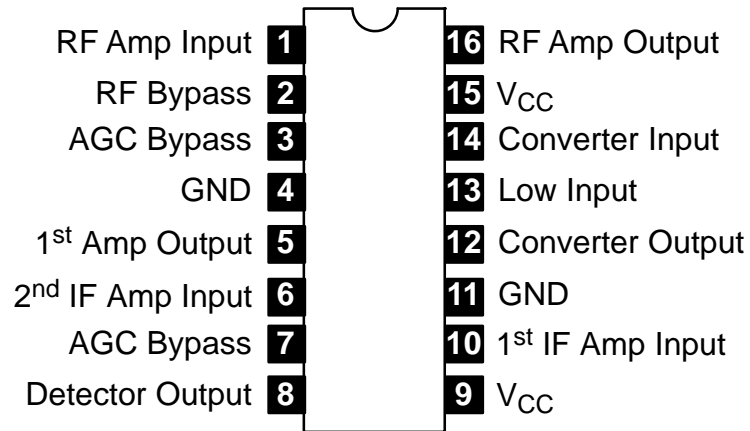 RF Amp Input 1 16 RF Amp Output
RF Bypass 2 15 VCC
AGC Bypass 3 14 Converter Input
GND 4 13 Low Input
1st Amp Output 5 12 Converter Output
2nd IF Amp Input 6 11 GND
AGC Bypass 7 10 1st IF Amp Input
Detector Output 8 9 VCC